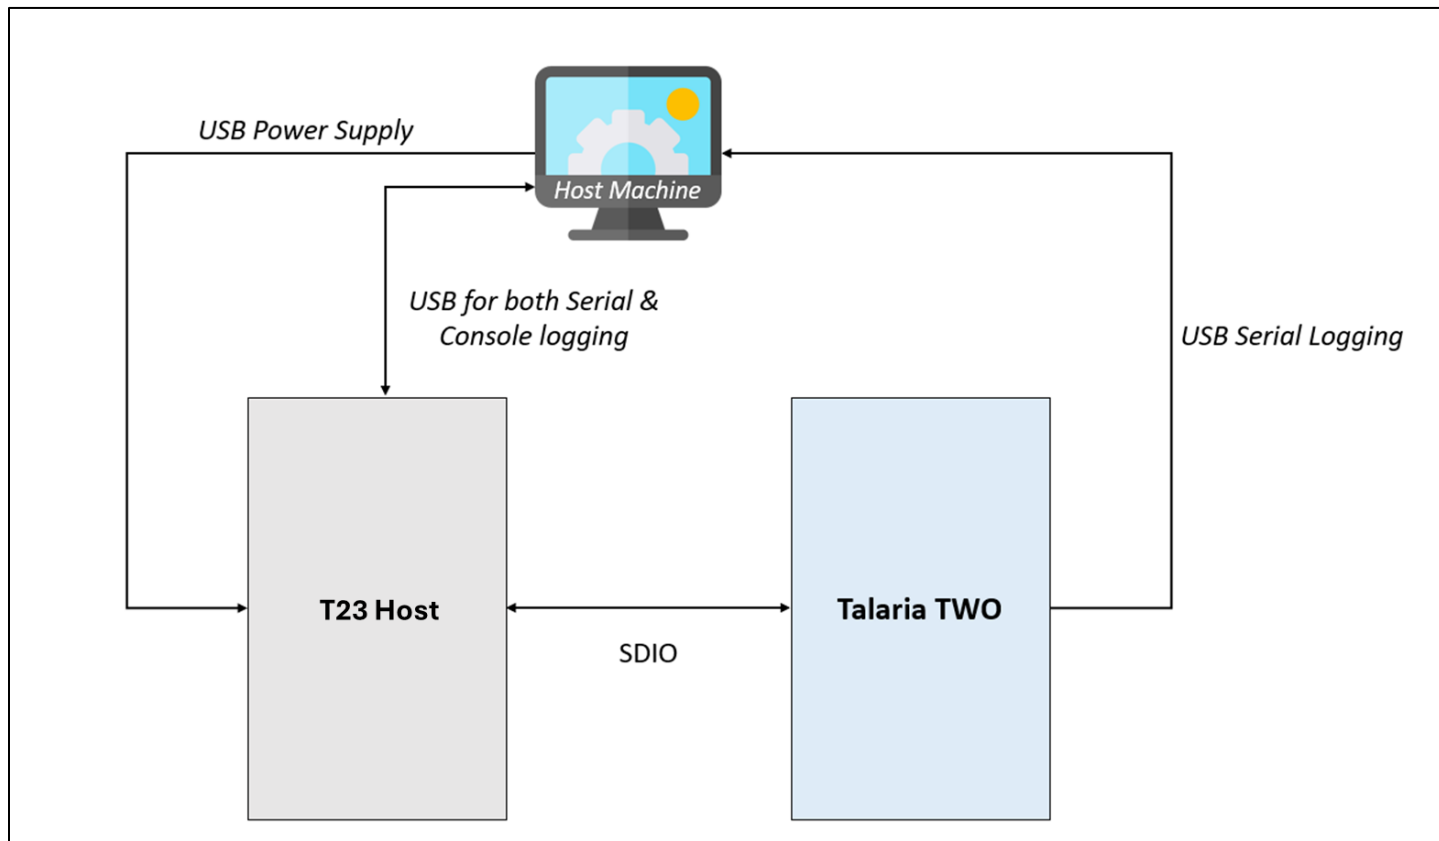 USB Power Supply
Host Machine
USB for both Serial &
Console logging
USB Serial Logging
T23 Host
Talaria TWO
SDIO